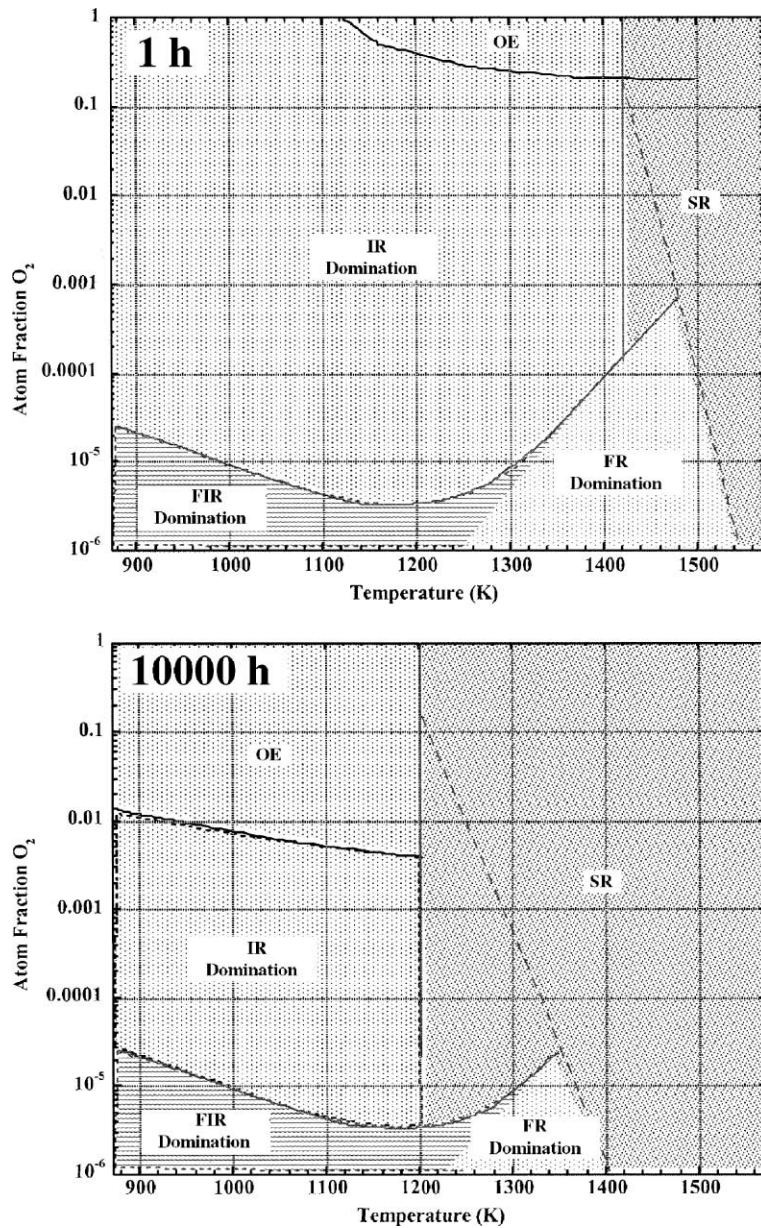 1 h
OE
SR
IR
Domination
FIR
Domination
FR
Domination
Atom Fraction O₂
1
0.1
0.01
0.001
0.0001
10⁻⁵
10⁻⁶
900 1000 1100 1200 1300 1400 1500
Temperature (K)
10000 h
OE
SR
IR
Domination
FIR
Domination
FR
Domination
Atom Fraction O₂
1
0.1
0.01
0.001
0.0001
10⁻⁵
10⁻⁶
900 1000 1100 1200 1300 1400 1500
Temperature (K)